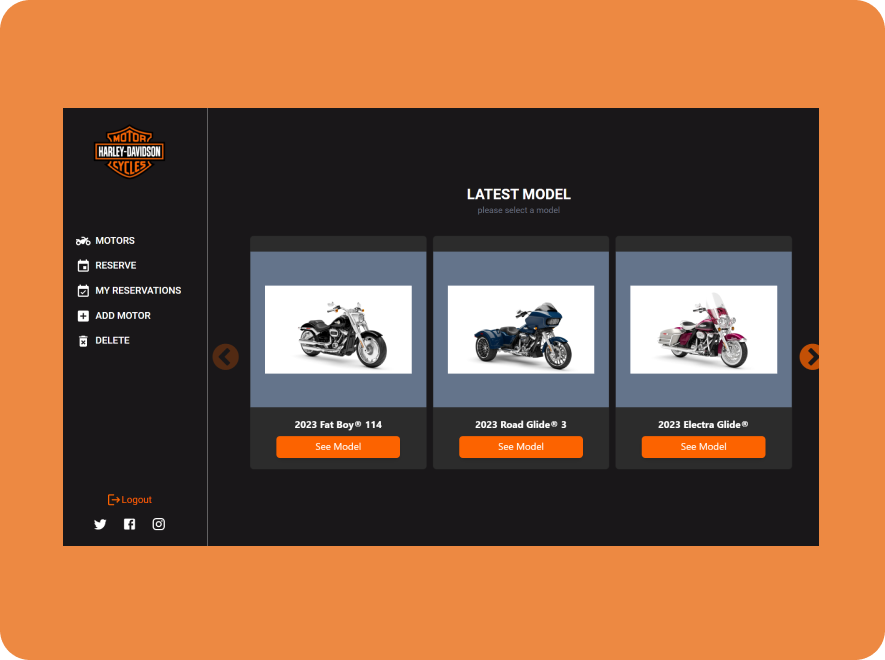 MOTOR
HARLEY-DAVIDSON
CYCLES
MOTORS
RESERVE
MY RESERVATIONS
ADD MOTOR
DELETE
Logout
LATEST MODEL
please select a model
2023 Fat Boy® 114
See Model
2023 Road Glide® 3
See Model
2023 Electra Glide®
See Model